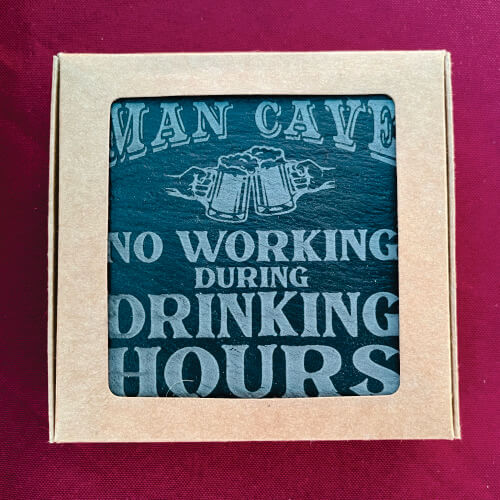 MAN CAVE
NO WORKING
DURING
DRINKING
HOURS